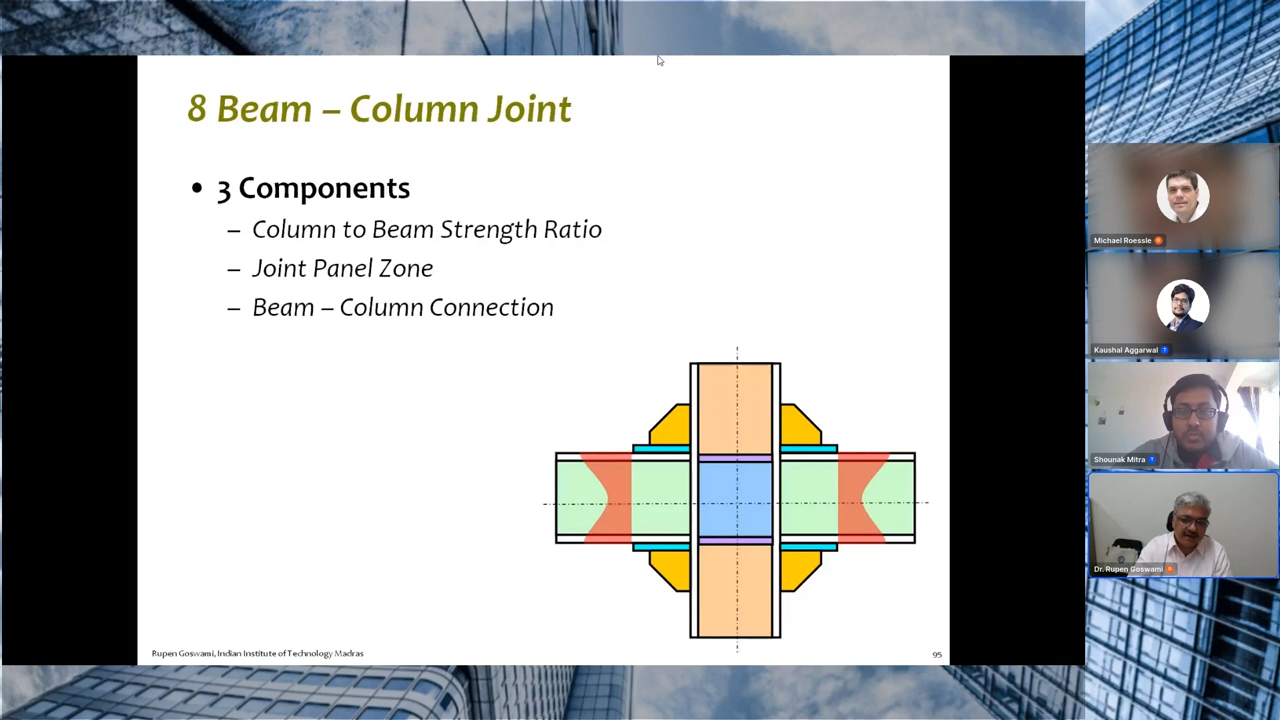 8 Beam – Column Joint
• 3 Components
– Column to Beam Strength Ratio
– Joint Panel Zone
– Beam – Column Connection
Rupen Goswami, Indian Institute of Technology Madras
95
Michael Roessle
Kaushal Aggarwal
Shounak Mitra
Dr. Rupen Goswami